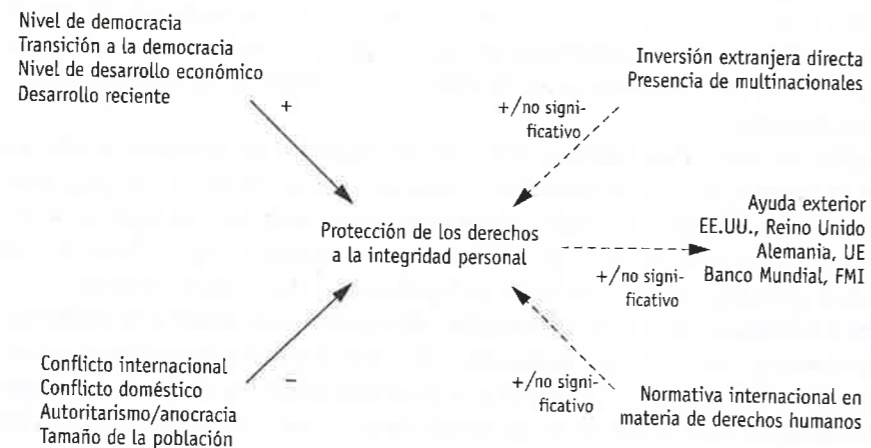 Nivel de democracia
Transición a la democracia
Nivel de desarrollo económico
Desarrollo reciente
+
Inversión extranjera directa
Presencia de multinacionales
+/no signi-
ficativo
Protección de los derechos
a la integridad personal
Ayuda exterior
EE.UU., Reino Unido
Alemania, UE
Banco Mundial, FMI
+/no signi-
ficativo
Conflicto internacional
Conflicto doméstico
Autoritarismo/anocracia
Tamaño de la población
–
+/no signi-
ficativo
Normativa internacional en
materia de derechos humanos